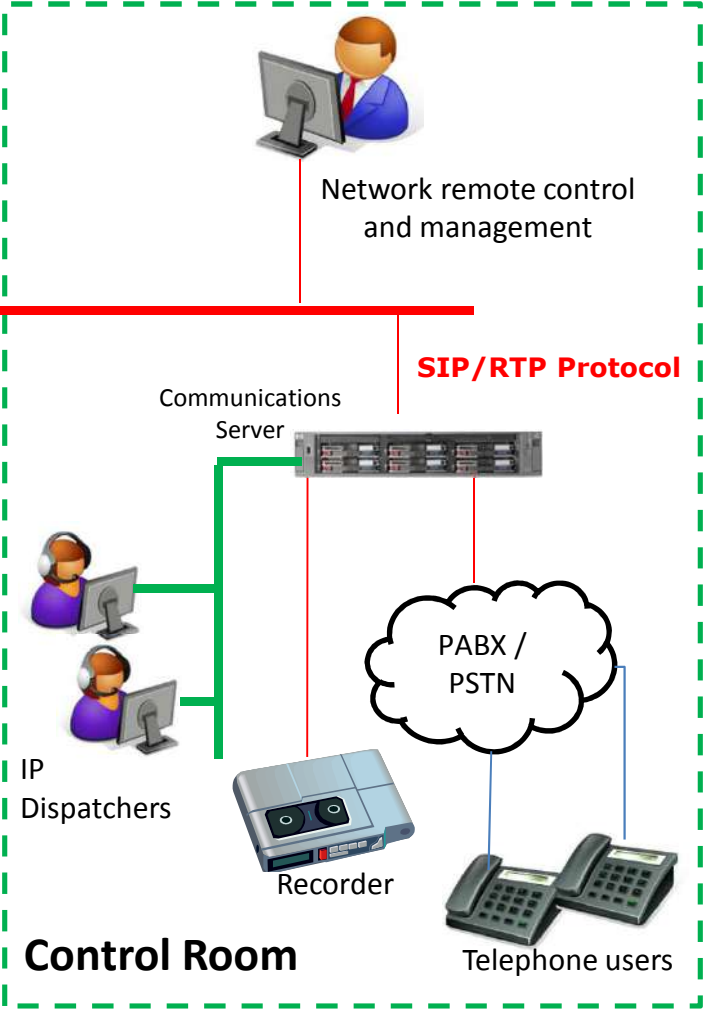 Network remote control
and management
SIP/RTP Protocol
Communications
Server
PABX /
PSTN
IP
Dispatchers
Recorder
Control Room
Telephone users